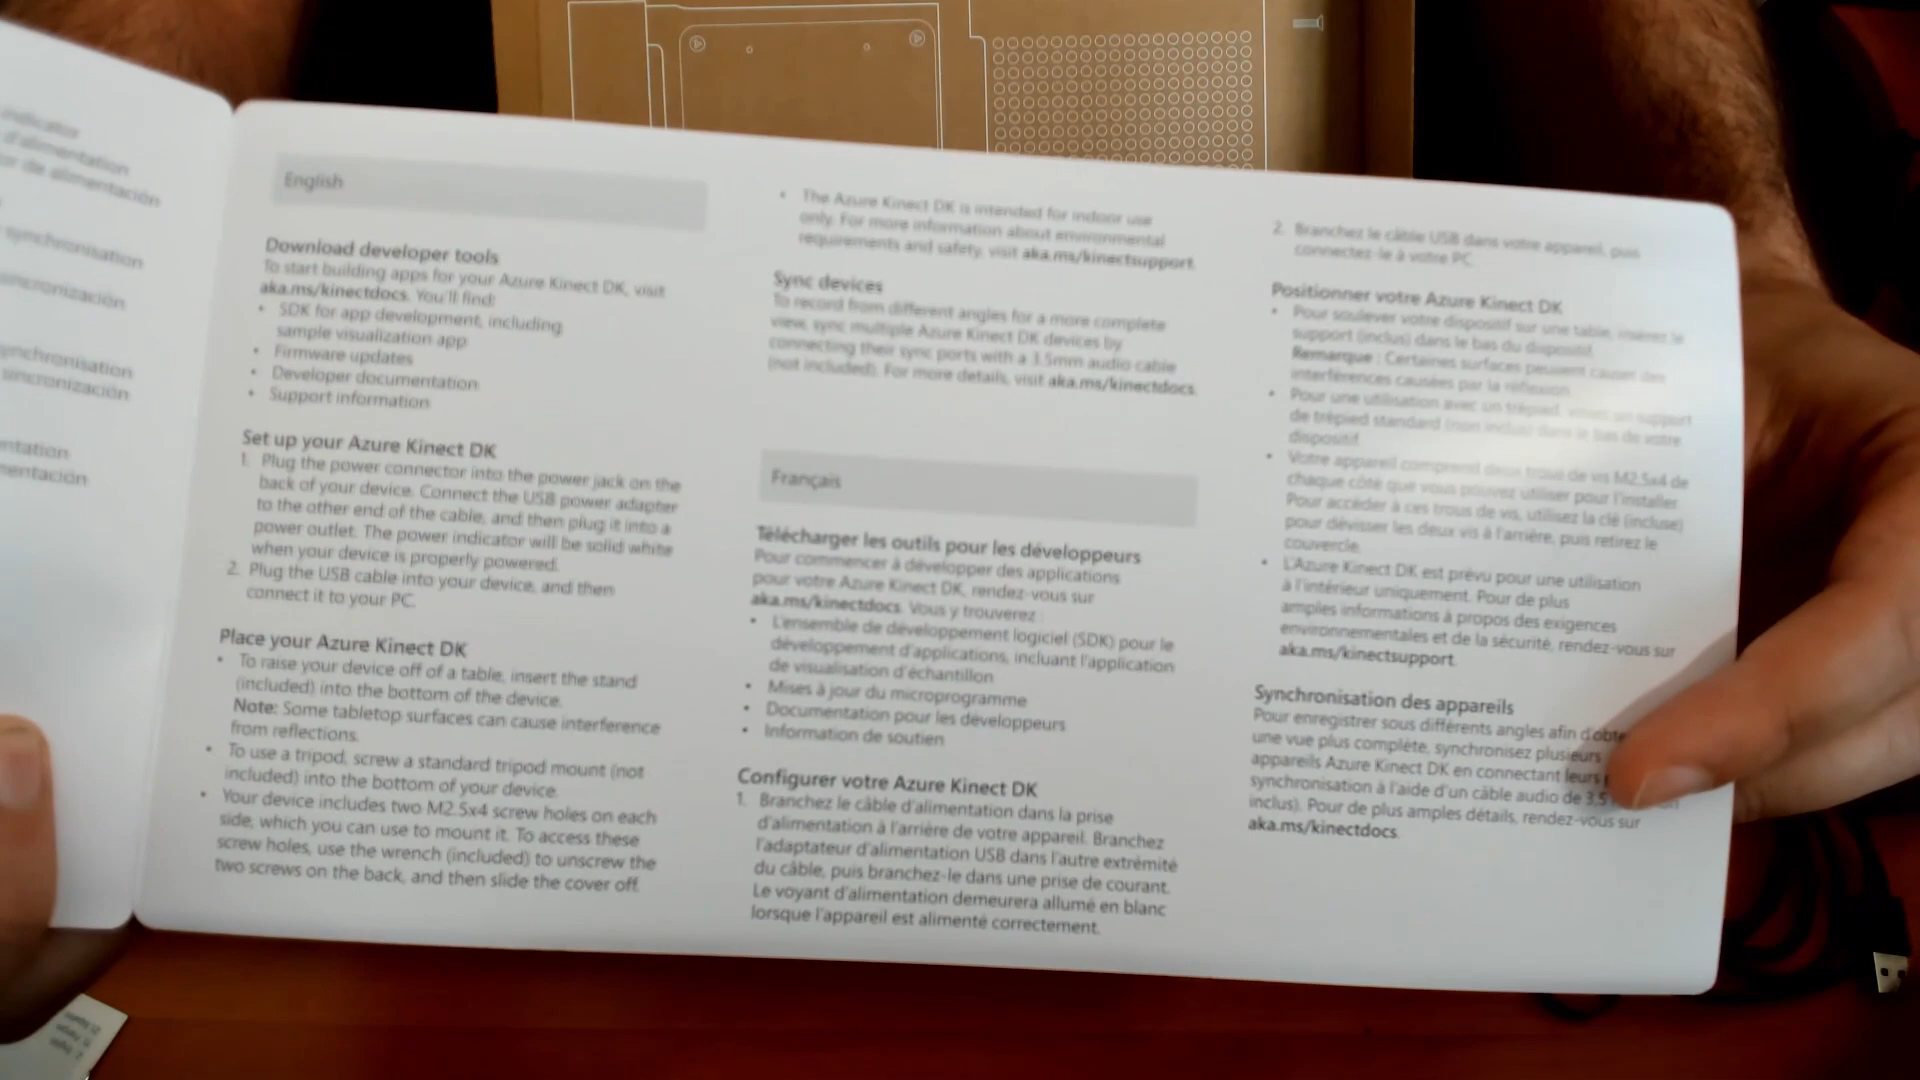 indicator
d'alimentation
or de alimentación
synchronisation
sincronización
synchronisation
sincronización
entation
mentación
English
Download developer tools
To start building apps for your Azure Kinect DK, visit
aka.ms/kinectdocs. You'll find:
• SDK for app development, including
sample visualization app
• Firmware updates
• Developer documentation
• Support information
Set up your Azure Kinect DK
1. Plug the power connector into the power jack on the
back of your device. Connect the USB power adapter
to the other end of the cable, and then plug it into a
power outlet. The power indicator will be solid white
when your device is properly powered.
2. Plug the USB cable into your device, and then
connect it to your PC.
Place your Azure Kinect DK
• To raise your device off of a table, insert the stand
(included) into the bottom of the device.
Note: Some tabletop surfaces can cause interference
from reflections.
• To use a tripod, screw a standard tripod mount (not
included) into the bottom of your device.
• Your device includes two M2.5x4 screw holes on each
side, which you can use to mount it. To access these
screw holes, use the wrench (included) to unscrew the
two screws on the back, and then slide the cover off.
• The Azure Kinect DK is intended for indoor use
only. For more information about environmental
requirements and safety, visit aka.ms/kinectsupport.
Sync devices
To record from different angles for a more complete
view, sync multiple Azure Kinect DK devices by
connecting their sync ports with a 3.5mm audio cable
(not included). For more details, visit aka.ms/kinectdocs.
Français
Télécharger les outils pour les développeurs
Pour commencer à développer des applications
pour votre Azure Kinect DK, rendez-vous sur
aka.ms/kinectdocs. Vous y trouverez :
• L'ensemble de développement logiciel (SDK) pour le
développement d'applications, incluant l'application
de visualisation d'échantillon
• Mises à jour du microprogramme
• Documentation pour les développeurs
• Information de soutien
Configurer votre Azure Kinect DK
1. Branchez le câble d'alimentation dans la prise
d'alimentation à l'arrière de votre appareil. Branchez
l'adaptateur d'alimentation USB dans l'autre extrémité
du câble, puis branchez-le dans une prise de courant.
Le voyant d'alimentation demeurera allumé en blanc
lorsque l'appareil est alimenté correctement.
2. Branchez le câble USB dans votre appareil, puis
connectez-le à votre PC.
Positionner votre Azure Kinect DK
• Pour soulever votre dispositif sur une table, insérez le
support (inclus) dans le bas du dispositif.
Remarque : Certaines surfaces peuvent causer des
interférences causées par la réflexion.
• Pour une utilisation avec un trépied, vissez un support
de trépied standard (non inclus) dans le bas de votre
dispositif.
• Votre appareil comprend deux trous de vis M2.5x4 de
chaque côté que vous pouvez utiliser pour l'installer.
Pour accéder à ces trous de vis, utilisez la clé (incluse)
pour dévisser les deux vis à l'arrière, puis retirez le
couvercle.
• L'Azure Kinect DK est prévu pour une utilisation
à l'intérieur uniquement. Pour de plus
amples informations à propos des exigences
environnementales et de la sécurité, rendez-vous sur
aka.ms/kinectsupport.
Synchronisation des appareils
Pour enregistrer sous différents angles afin d'obte
une vue plus complète, synchronisez plusieurs
appareils Azure Kinect DK en connectant leurs
synchronisation à l'aide d'un câble audio de 3,5
inclus). Pour de plus amples détails, rendez-vous sur
aka.ms/kinectdocs.